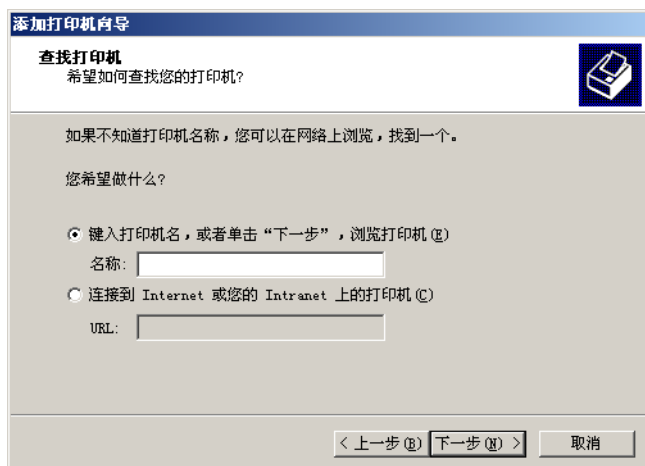 添加打印机向导
查找打印机
希望如何查找您的打印机?
如果不知道打印机名称，您可以在网络上浏览，找到一个。
您希望做什么?
键入打印机名，或者单击“下一步”，浏览打印机(E)
名称:
连接到 Internet 或您的 Intranet 上的打印机(C)
URL:
< 上一步(B) 下一步(N) > 取消